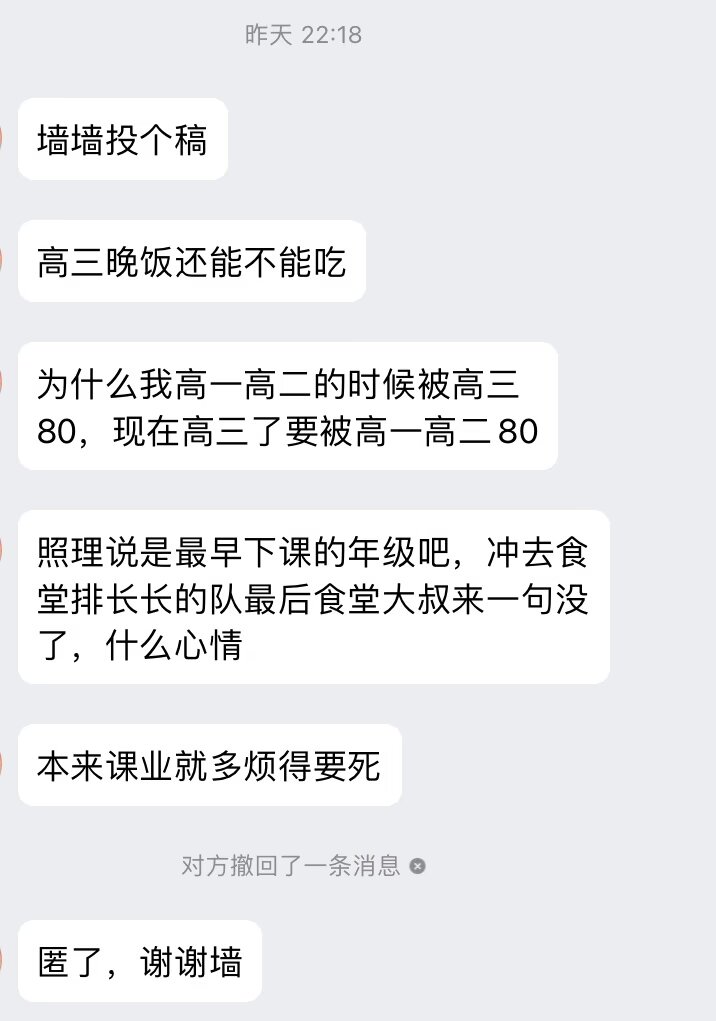 昨天 22:18
墙墙投个稿
高三晚饭还能不能吃
为什么我高一高二的时候被高三
80，现在高三了要被高一高二80
照理说是最早下课的年级吧，冲去食
堂排长长的队最后食堂大叔来一句没
了，什么心情
本来课业就多烦得要死
对方撤回了一条消息
匿了，谢谢墙